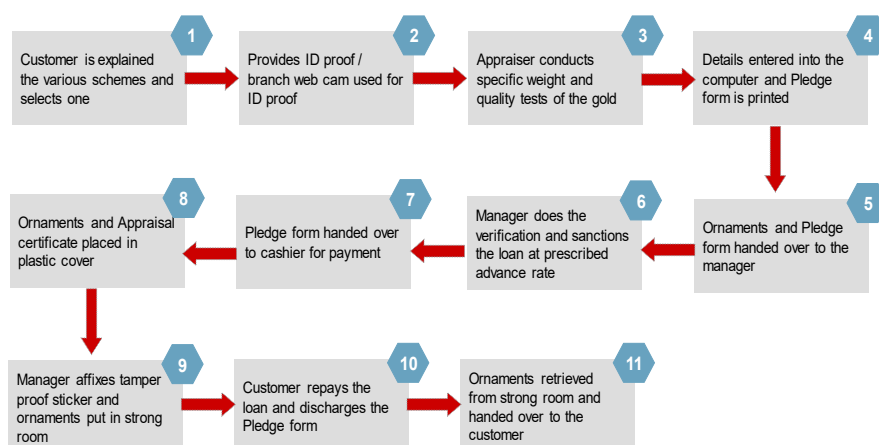 1
Customer is explained
the various schemes and
selects one
2
Provides ID proof /
branch web cam used for
ID proof
3
Appraiser conducts
specific weight and
quality tests of the gold
4
Details entered into the
computer and Pledge
form is printed
5
Ornaments and Pledge
form handed over to the
manager
6
Manager does the
verification and sanctions
the loan at prescribed
advance rate
7
Pledge form handed over
to cashier for payment
8
Ornaments and Appraisal
certificate placed in
plastic cover
9
Manager affixes tamper
proof sticker and
ornaments put in strong
room
10
Customer repays the
loan and discharges the
Pledge form
11
Ornaments retrieved
from strong room and
handed over to the
customer